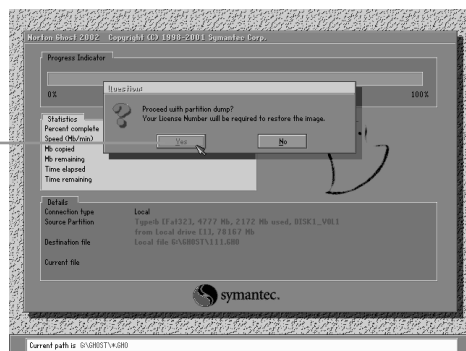 Norton Ghost 2002 Copyright (C) 1998-2001 Symantec Corp.
Progress Indicator
0%
100%
Question:
Proceed with partition dump?
Your License Number will be required to restore the image.
Yes
No
Statistics
Percent complete
Speed (Mb/min)
Mb copied
Mb remaining
Time elapsed
Time remaining
Details
Connection type Local
Source Partition Type:b [Fat32], 4777 Mb, 2172 Mb used, DISK1_VOL1
from Local drive [1], 78167 Mb
Destination file Local file G:\GHOST\111.GHO
Current file
symantec.
Current path is G:\GHOST\*.GHO